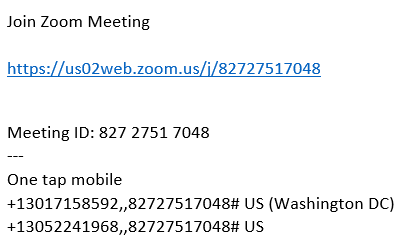 Join Zoom Meeting
https://us02web.zoom.us/j/82727517048
Meeting ID: 827 2751 7048
---
One tap mobile
+13017158592,,82727517048# US (Washington DC)
+13052241968,,82727517048# US